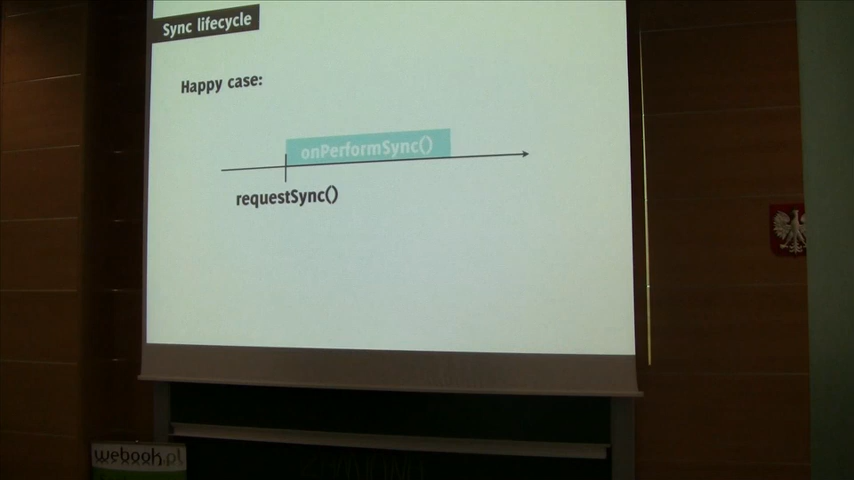 Sync lifecycle
Happy case:
onPerformSync()
requestSync()
webook.pl